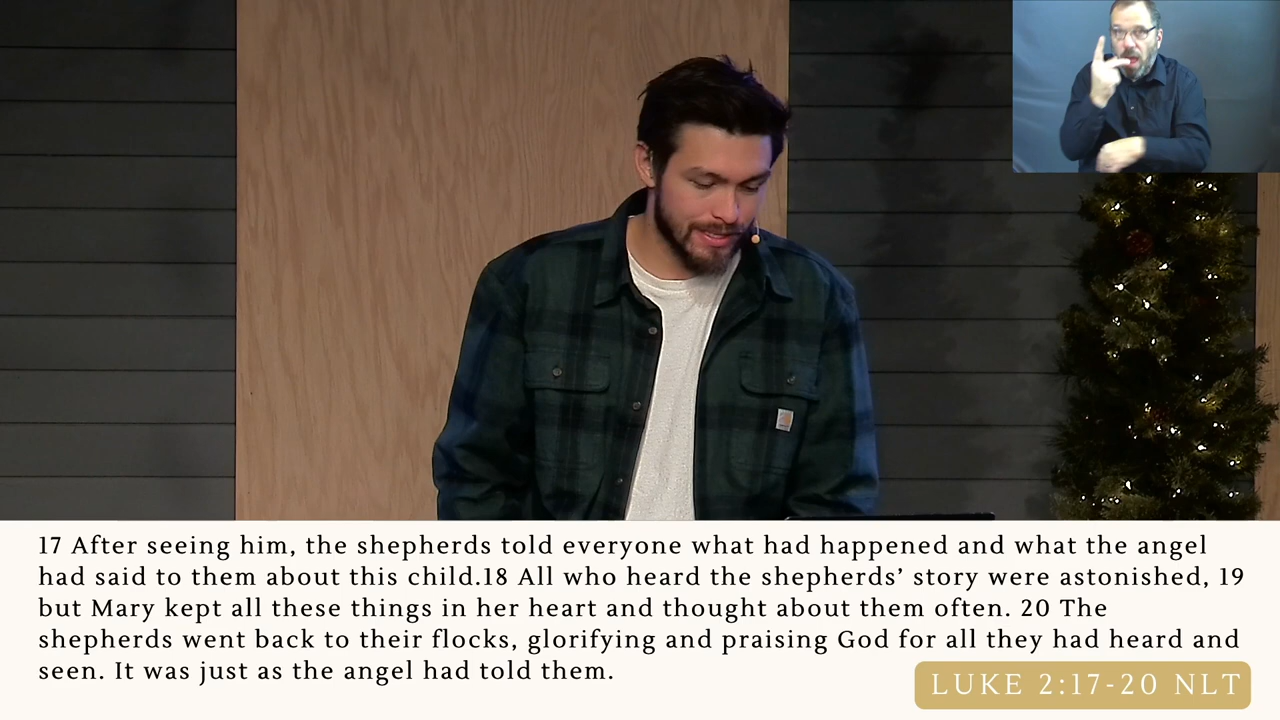 17 After seeing him, the shepherds told everyone what had happened and what the angel
had said to them about this child.18 All who heard the shepherds’ story were astonished, 19
but Mary kept all these things in her heart and thought about them often. 20 The
shepherds went back to their flocks, glorifying and praising God for all they had heard and
seen. It was just as the angel had told them.
LUKE 2:17-20 NLT